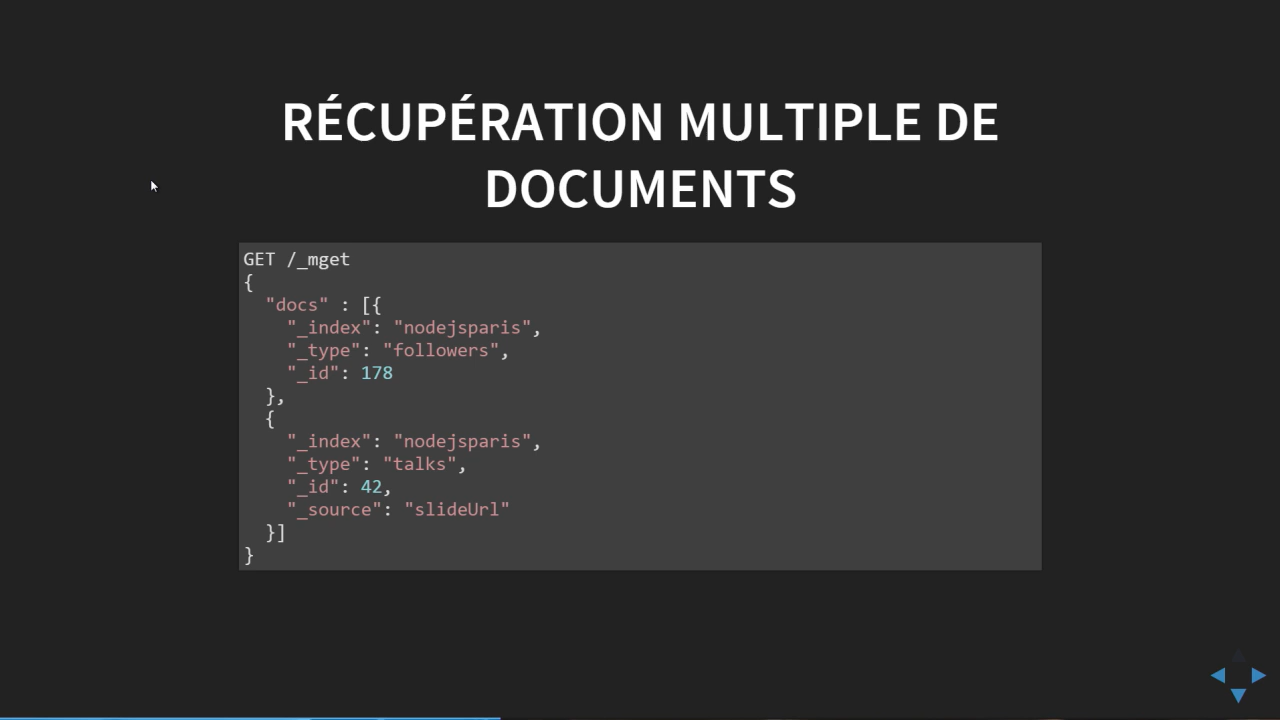 RÉCUPÉRATION MULTIPLE DE
DOCUMENTS
GET /_mget
{
  "docs" : [{
    "_index": "nodejsparis",
    "_type": "followers",
    "_id": 178
  },
  {
    "_index": "nodejsparis",
    "_type": "talks",
    "_id": 42,
    "_source": "slideUrl"
  }]
}